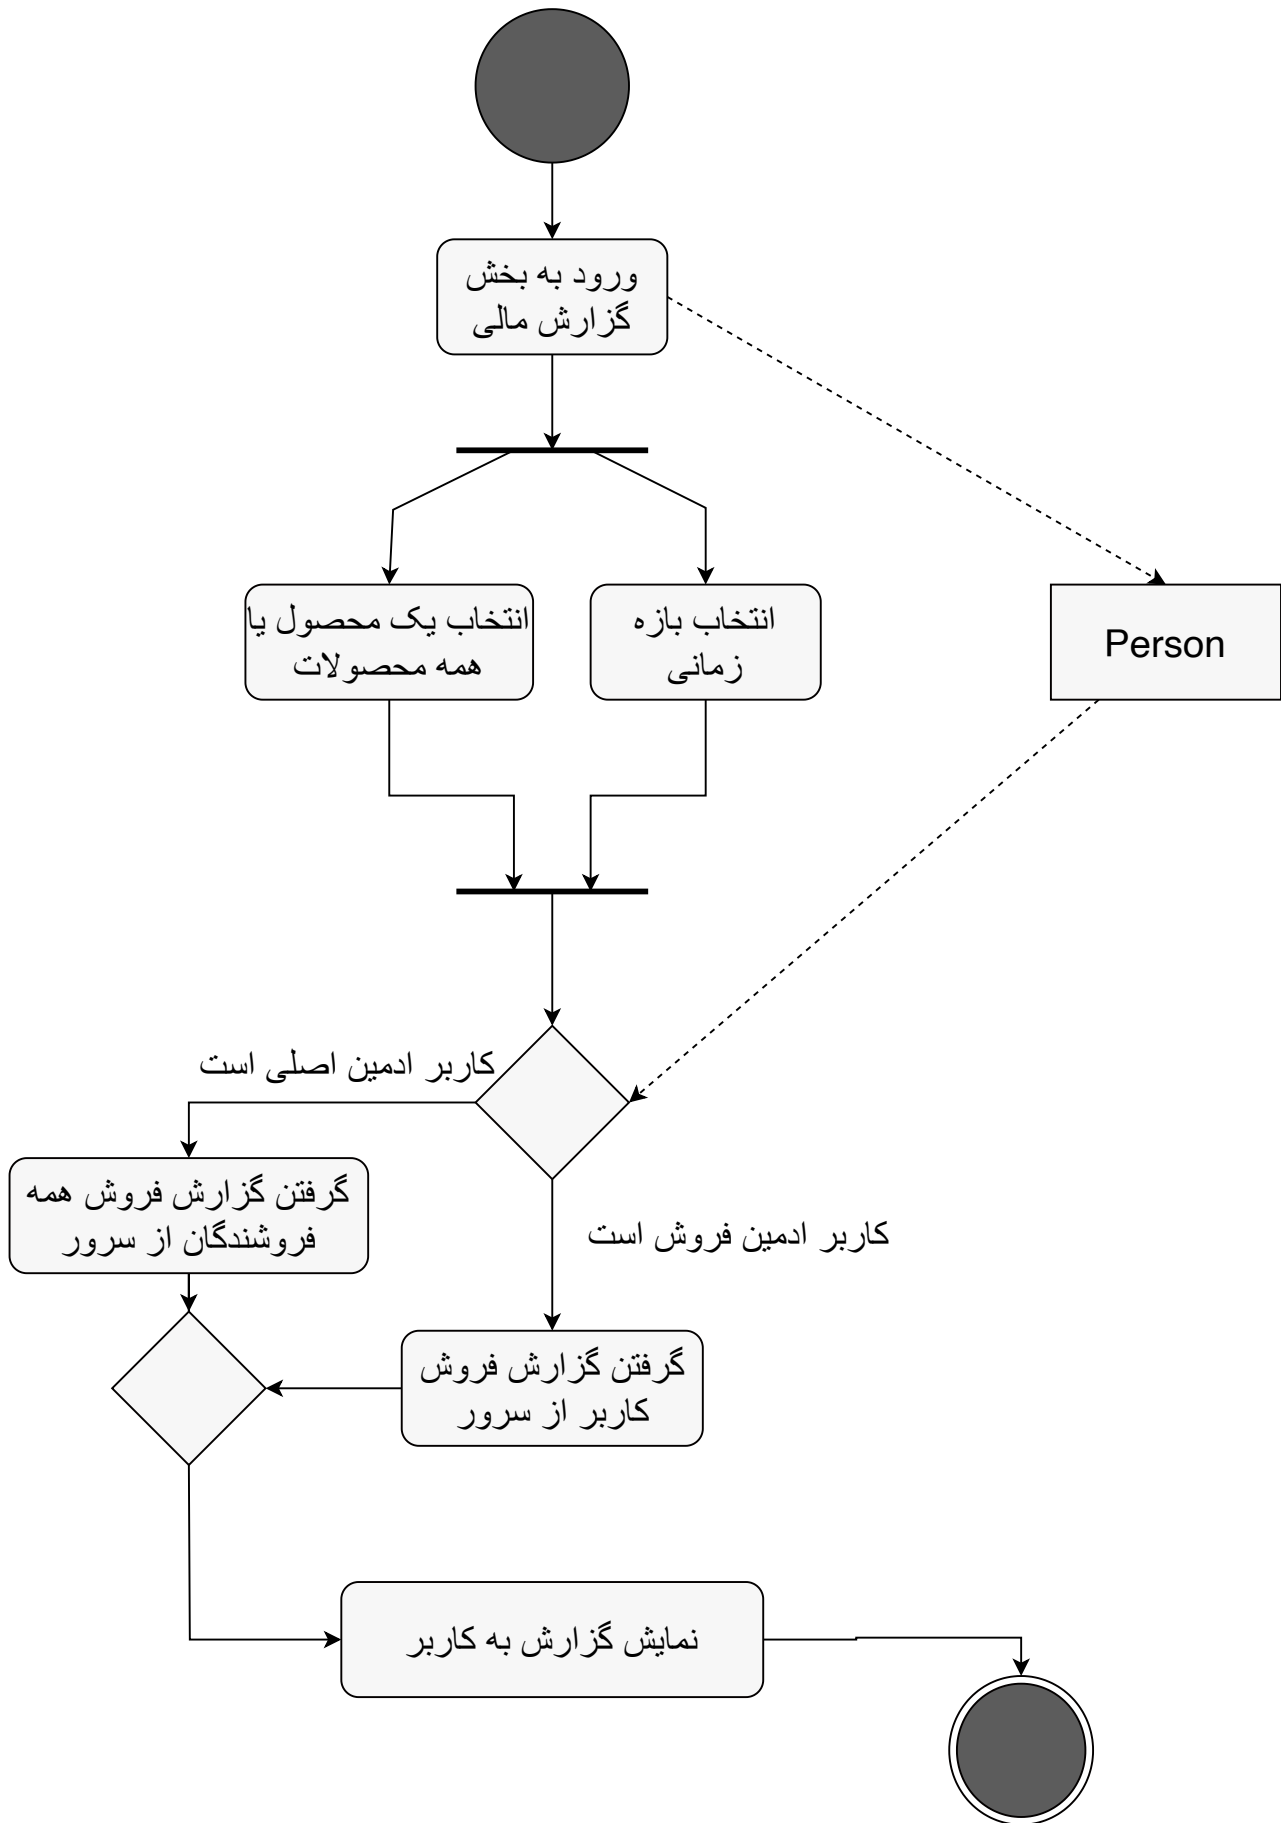 ورود به بخش
گزارش مالی
انتخاب بازه
زمانی
انتخاب یک محصول یا
همه محصولات
Person
کاربر ادمین اصلی است
گرفتن گزارش فروش همه
فروشندگان از سرور
کاربر ادمین فروش است
گرفتن گزارش فروش
کاربر از سرور
نمایش گزارش به کاربر